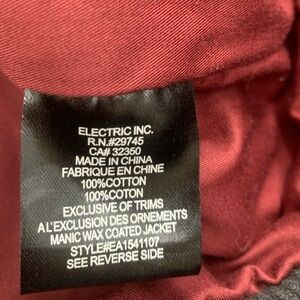 ELECTRIC INC.
R.N.#29745
CA# 32350
MADE IN CHINA
FABRIQUE EN CHINE
100%COTTON
100%COTON
EXCLUSIVE OF TRIMS
A L'EXCLUSION DES ORNEMENTS
MANIC WAX COATED JACKET
STYLE#EA1541107
SEE REVERSE SIDE